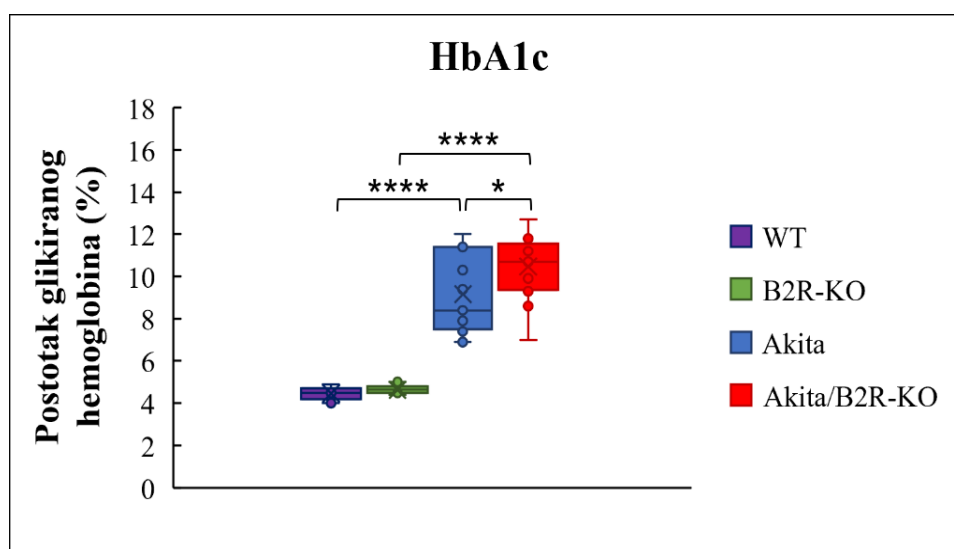 HbA1c
Postotak glikiranog
hemoglobina (%)
18
16
14
12
10
8
6
4
2
0
****
****
*
WT
B2R-KO
Akita
Akita/B2R-KO